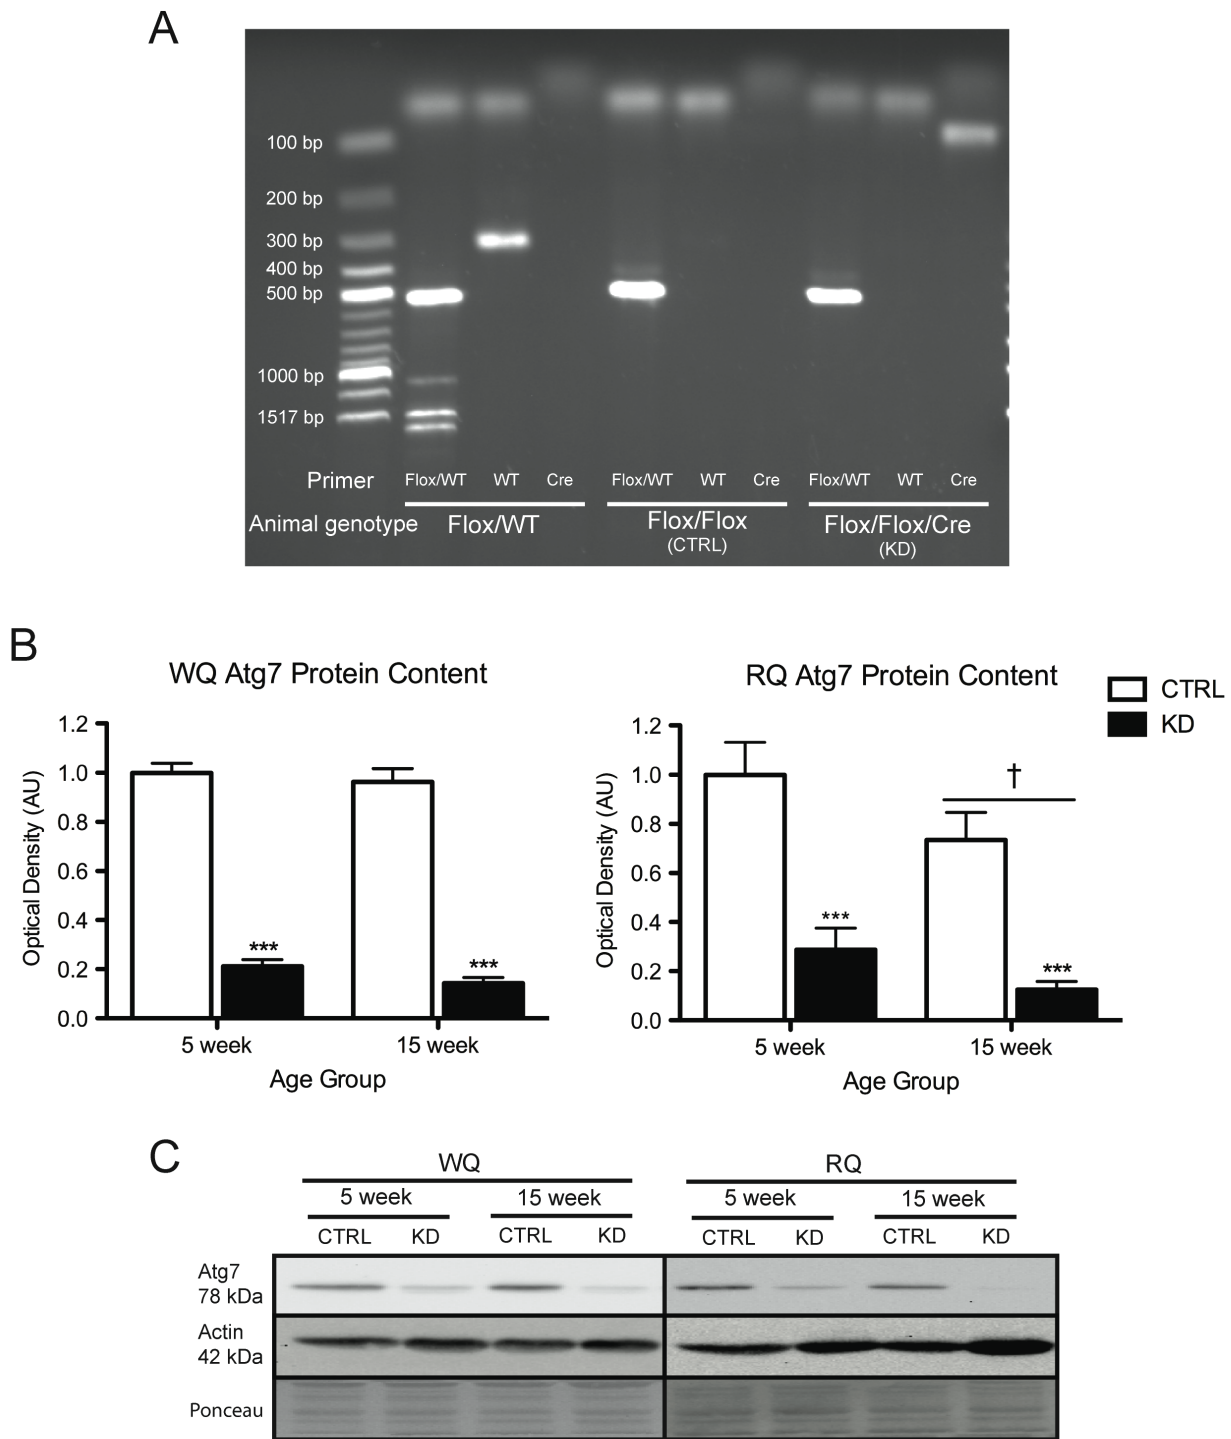 A
100 bp
200 bp
300 bp
400 bp
500 bp
1000 bp
1517 bp
Primer Flox/WT WT Cre Flox/WT WT Cre Flox/WT WT Cre
Animal genotype Flox/WT Flox/Flox Flox/Flox/Cre
(CTRL) (KD)
B
WQ Atg7 Protein Content
Optical Density (AU)
1.2
1.0
0.8
0.6
0.4
0.2
0.0
***
***
5 week 15 week
Age Group
RQ Atg7 Protein Content
Optical Density (AU)
1.2
1.0
0.8
0.6
0.4
0.2
0.0
***
†
***
5 week 15 week
Age Group
CTRL
KD
C
WQ RQ
5 week 15 week 5 week 15 week
CTRL KD CTRL KD CTRL KD CTRL KD
Atg7
78 kDa
Actin
42 kDa
Ponceau